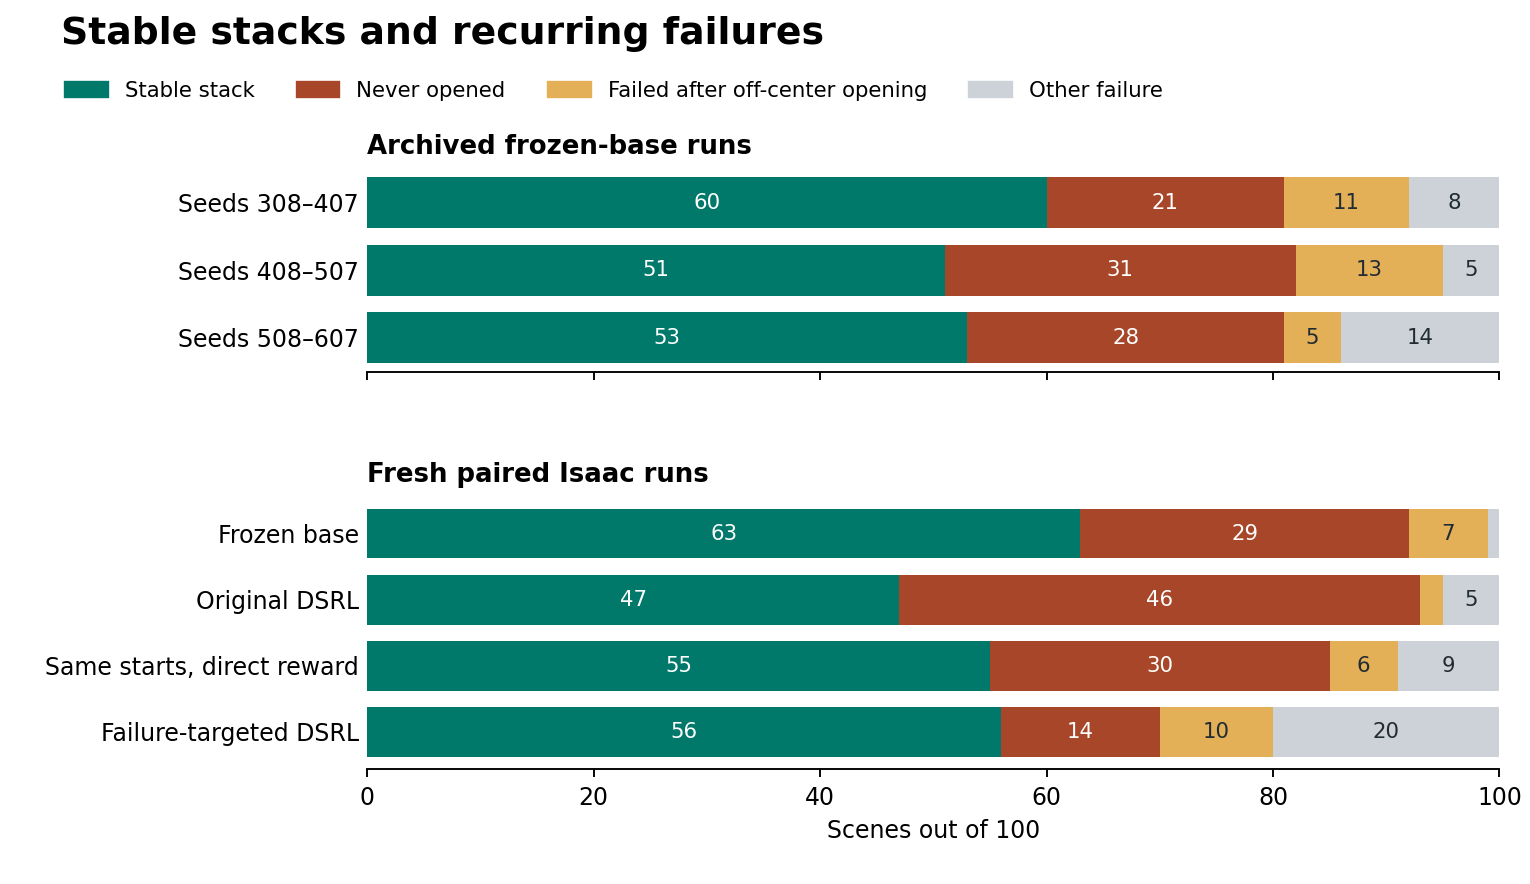 Stable stacks and recurring failures
Stable stack Never opened Failed after off-center opening Other failure
Archived frozen-base runs
Seeds 308–407 60 21 11 8
Seeds 408–507 51 31 13 5
Seeds 508–607 53 28 5 14
Fresh paired Isaac runs
Frozen base 63 29 7
Original DSRL 47 46 5
Same starts, direct reward 55 30 6 9
Failure-targeted DSRL 56 14 10 20
0 20 40 60 80 100
Scenes out of 100